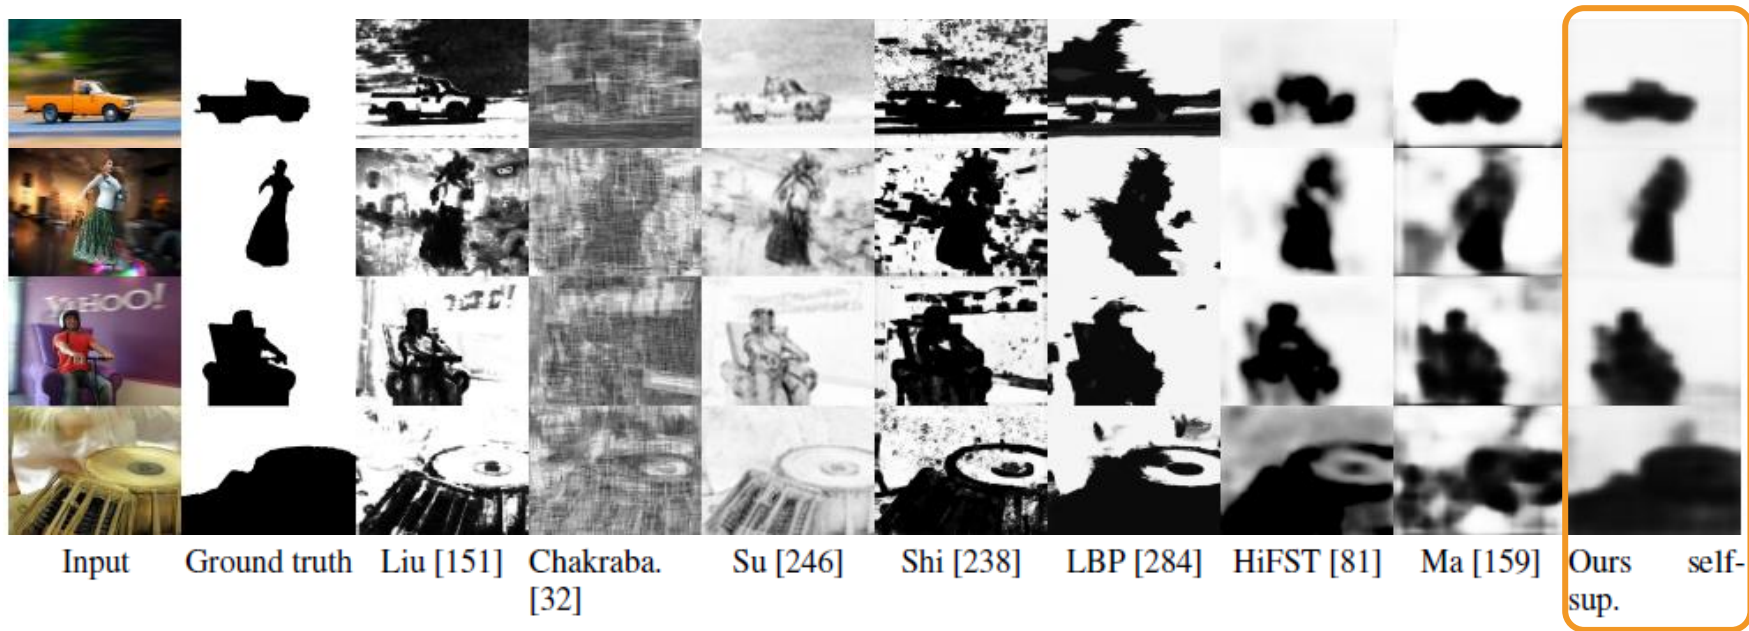 YAHOO!
Input Ground truth Liu [151] Chakraba. Su [246] Shi [238] LBP [284] HiFST [81] Ma [159] Ours self-
[32] sup.